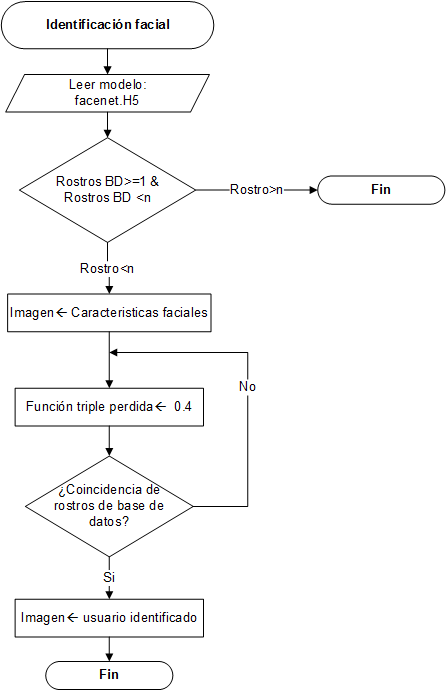 Identificación facial
Leer modelo:
facenet.H5
Rostros BD>=1 &
Rostros BD <n
Rostro>n
Fin
Rostro<n
Imagen← Caracteristicas faciales
No
Función triple perdida← 0.4
¿Coincidencia de
rostros de base de
datos?
Si
Imagen← usuario identificado
Fin